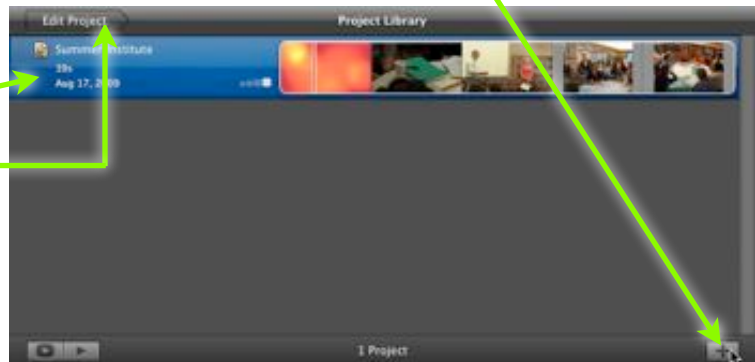 Edit Project
Project Library
Summer Institute
39s
Aug 17, 2009
1 Project